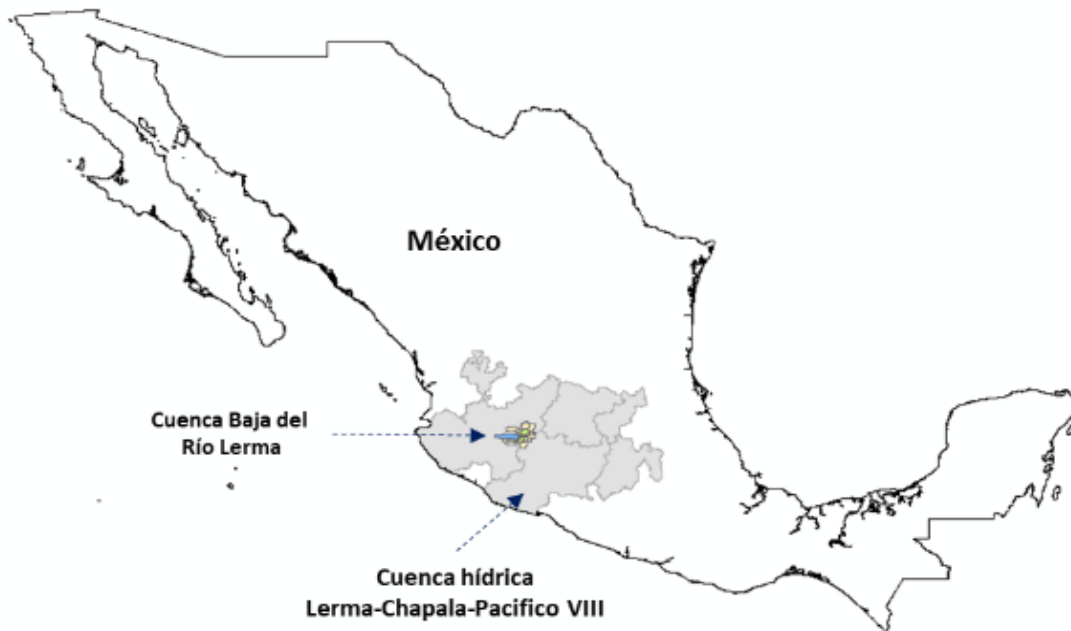 México
Cuenca Baja del
Río Lerma
Cuenca hídrica
Lerma-Chapala-Pacifico VIII